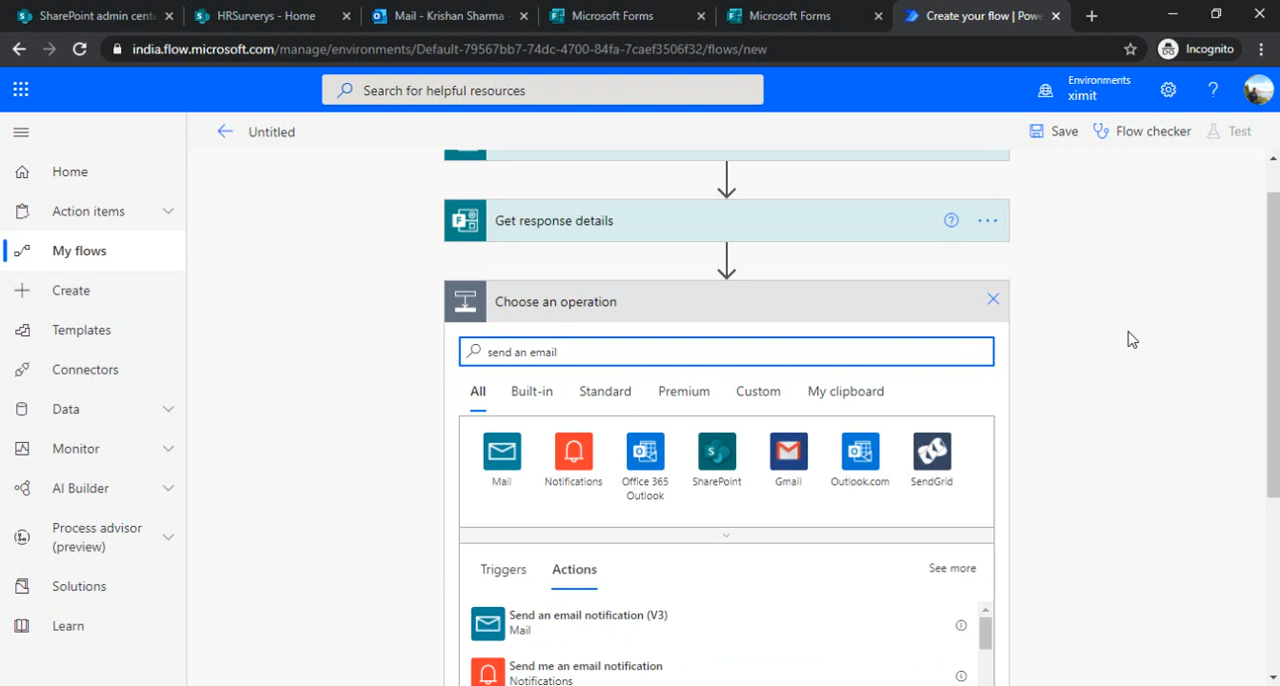 SharePoint admin cent
HRSurverys - Home
Mail - Krishan Sharma -
Microsoft Forms
Microsoft Forms
Create your flow | Pow
india.flow.microsoft.com/manage/environments/Default-79567bb7-74dc-4700-84fa-7caef3506f32/flows/new
Incognito
Search for helpful resources
Environments
ximit
?
Untitled
Save
Flow checker
Test
Home
Action items
My flows
Create
Templates
Connectors
Data
Monitor
AI Builder
Process advisor
(preview)
Solutions
Learn
Get response details
Choose an operation
send an email
All
Built-in
Standard
Premium
Custom
My clipboard
Mail
Notifications
Office 365
Outlook
SharePoint
Gmail
Outlook.com
SendGrid
Triggers
Actions
See more
Send an email notification (V3)
Mail
Send me an email notification
Notifications